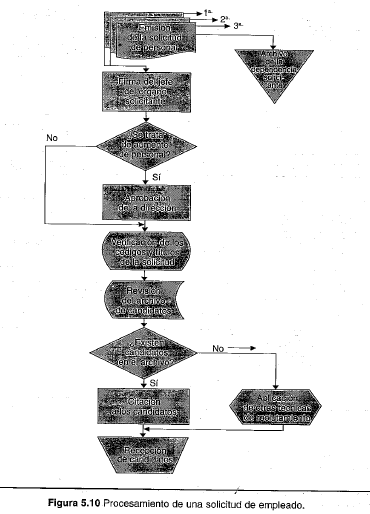 1ª.
2ª.
3ª.
Emisión
de la solicitud
de personal
Archivo
de la
dependencia
Firma del jefe
del órgano
solicitante
¿Se trata
de aumento
de personal?
No
Sí
Aprobación
de la dirección
Verificación de los
códigos y títulos
de la solicitud
Revisión
del archivo
de candidatos
¿Existen
candidatos
en el archivo?
No
Sí
Citación
a los candidatos
Aplicación
de otras técnicas
de reclutamiento
Recepción
de candidatos
Figura 5.10 Procesamiento de una solicitud de empleado.